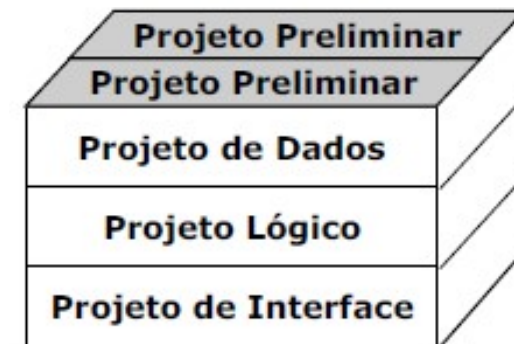 Projeto Preliminar
Projeto Preliminar
Projeto de Dados
Projeto Lógico
Projeto de Interface